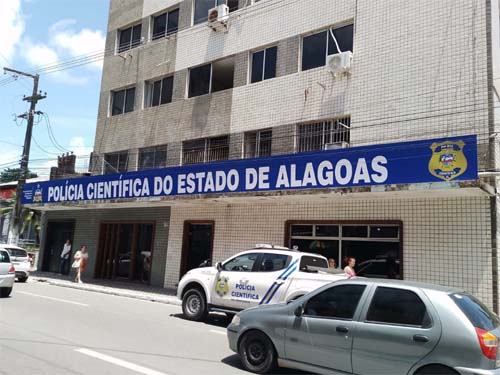 POLÍCIA CIENTÍFICA DO ESTADO DE ALAGOAS
POLÍCIA
CIENTÍFICA